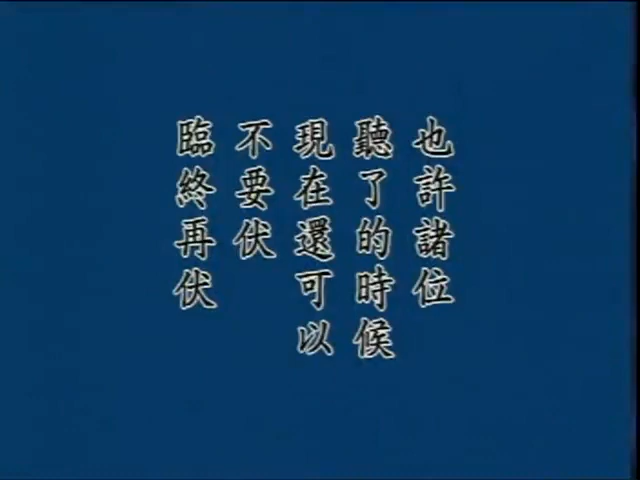 也許諸位
聽了的時候
現在還可以
不要伏
臨終再伏